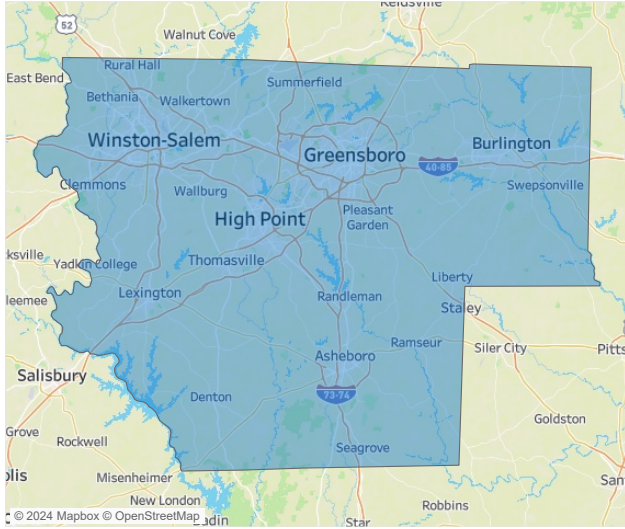 Reidsville
52
Walnut Cove
East Bend
Rural Hall
Summerfield
Bethania
Walkertown
Winston-Salem
Greensboro
Burlington
40-85
Clemmons
Wallburg
Swepsonville
High Point
Pleasant
Garden
cksville
Yadkin College
Thomasville
Liberty
leemee
Lexington
Randleman
Staley
Ramseur
Siler City
Pitts
Asheboro
Salisbury
Denton
73-74
Goldston
Grove
Rockwell
Seagrove
olis
Misenheimer
San
New London
Robbins
© 2024 Mapbox © OpenStreetMap
adin
Star